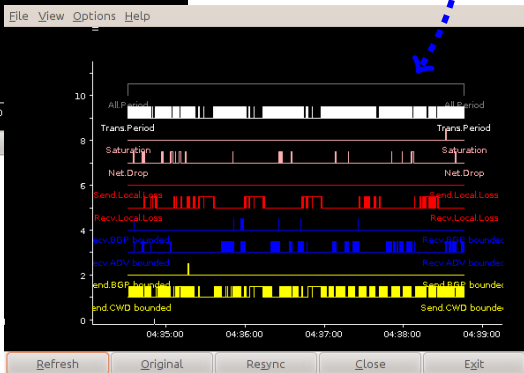 File View Options Help
10
All.Period All.Period
Trans.Period Trans.Period
8
Saturation Saturation
Net.Drop Net.Drop
6
Send.Local.Loss Send.Local.Loss
Recv.Local.Loss Recv.Local.Loss
4
ecv.BGP bounded Recv.BGP bounded
ecv.ADV bounded Recv.ADV bounded
2
end.BGP bounded Send.BGP bounded
end.CWD bounded Send.CWD bounded
0
04:35:00 04:36:00 04:37:00 04:38:00 04:39:00
Refresh Original Resync Close Exit